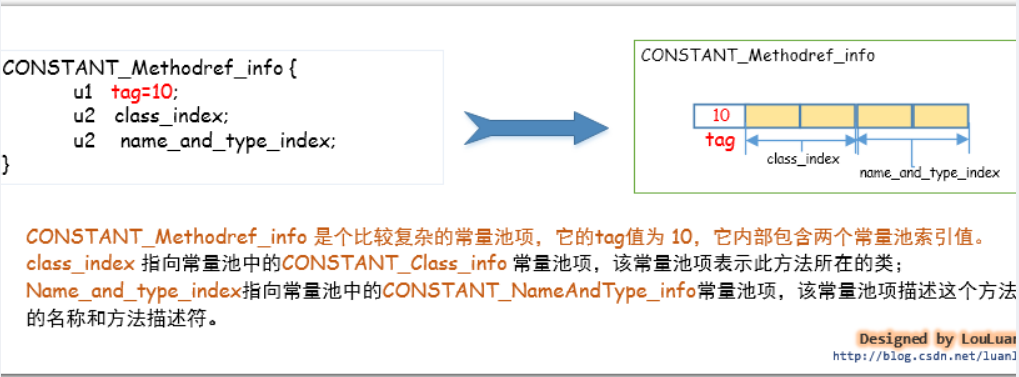 CONSTANT_Methodref_info {
u1 tag=10;
u2 class_index;
u2 name_and_type_index;
}
CONSTANT_Methodref_info
10
tag
class_index
name_and_type_index
CONSTANT_Methodref_info 是个比较复杂的常量池项，它的tag值为 10，它内部包含两个常量池索引值。
class_index 指向常量池中的CONSTANT_Class_info 常量池项，该常量池项表示此方法所在的类；
Name_and_type_index指向常量池中的CONSTANT_NameAndType_info常量池项，该常量池项描述这个方法
的名称和方法描述符。
Designed by LouLuan
http://blog.csdn.net/luanl